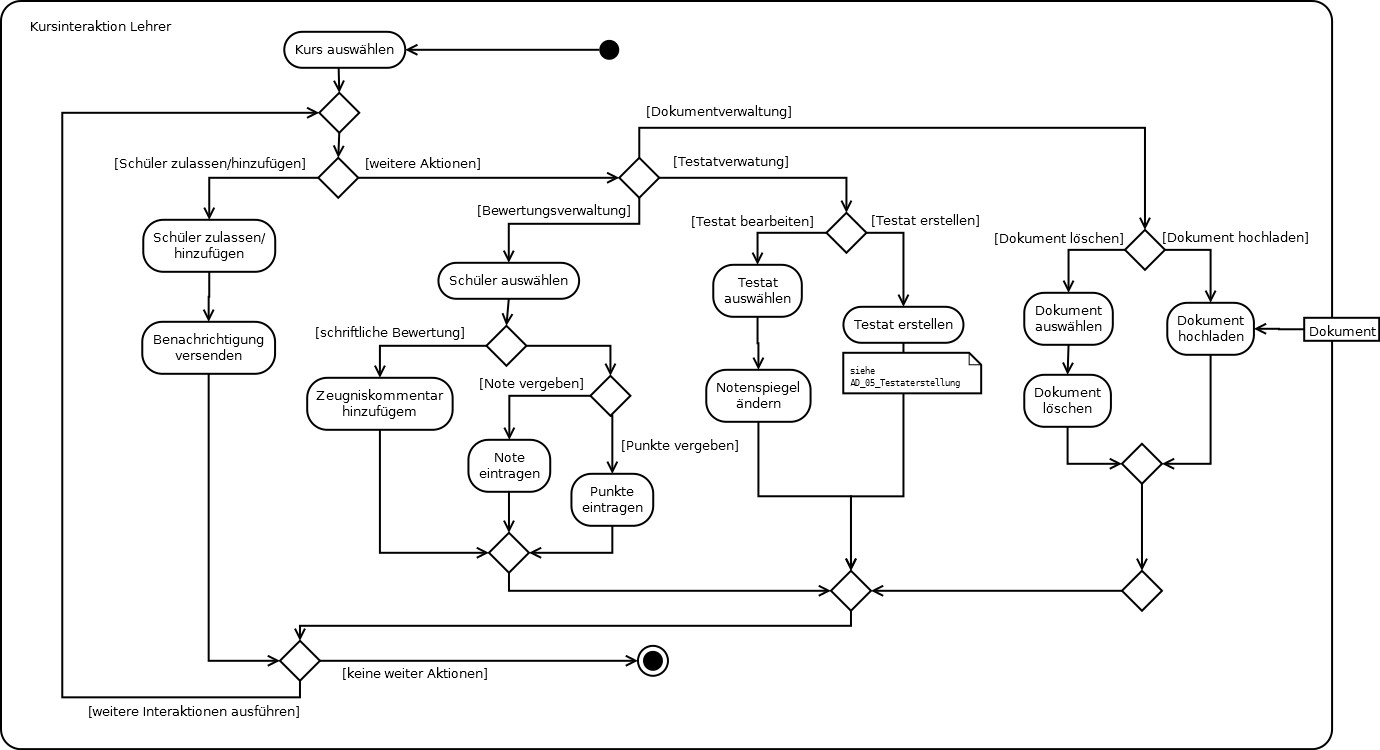 Kursinteraktion Lehrer
Kurs auswählen
[Dokumentverwaltung]
[Schüler zulassen/hinzufügen]
[weitere Aktionen]
[Testatverwatung]
[Bewertungsverwaltung]
[Testat bearbeiten]
[Testat erstellen]
[Dokument löschen]
[Dokument hochladen]
Schüler zulassen/
hinzufügen
Schüler auswählen
Testat
auswählen
Testat erstellen
Dokument
auswählen
Dokument
hochladen
Dokument
Benachrichtigung
versenden
[schriftliche Bewertung]
siehe
AD_05_Testaterstellung
Zeugniskommentar
hinzufügem
[Note vergeben]
Notenspiegel
ändern
Dokument
löschen
[Punkte vergeben]
Note
eintragen
Punkte
eintragen
[keine weiter Aktionen]
[weitere Interaktionen ausführen]